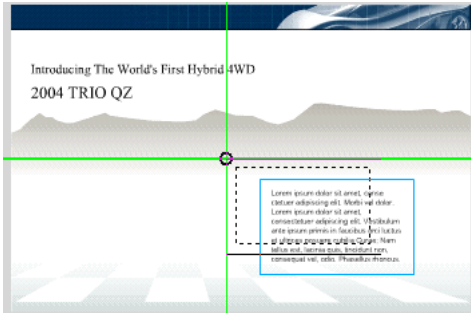 Introducing The World's First Hybrid 4WD
2004 TRIO QZ
Lorem ipsum dolor sit amet, conse
ctetuer adipiscing elit. Morbi vel dolor.
Lorem ipsum dolor sit amet,
consectetuer adipiscing elit. Vestibulum
ante ipsum primis in faucibus orci luctus
et ultrices posuere cubilia Curae; Nam
tellus est, lacinia quis, tincidunt non,
consequat vel, odio. Phasellus rhoncus.